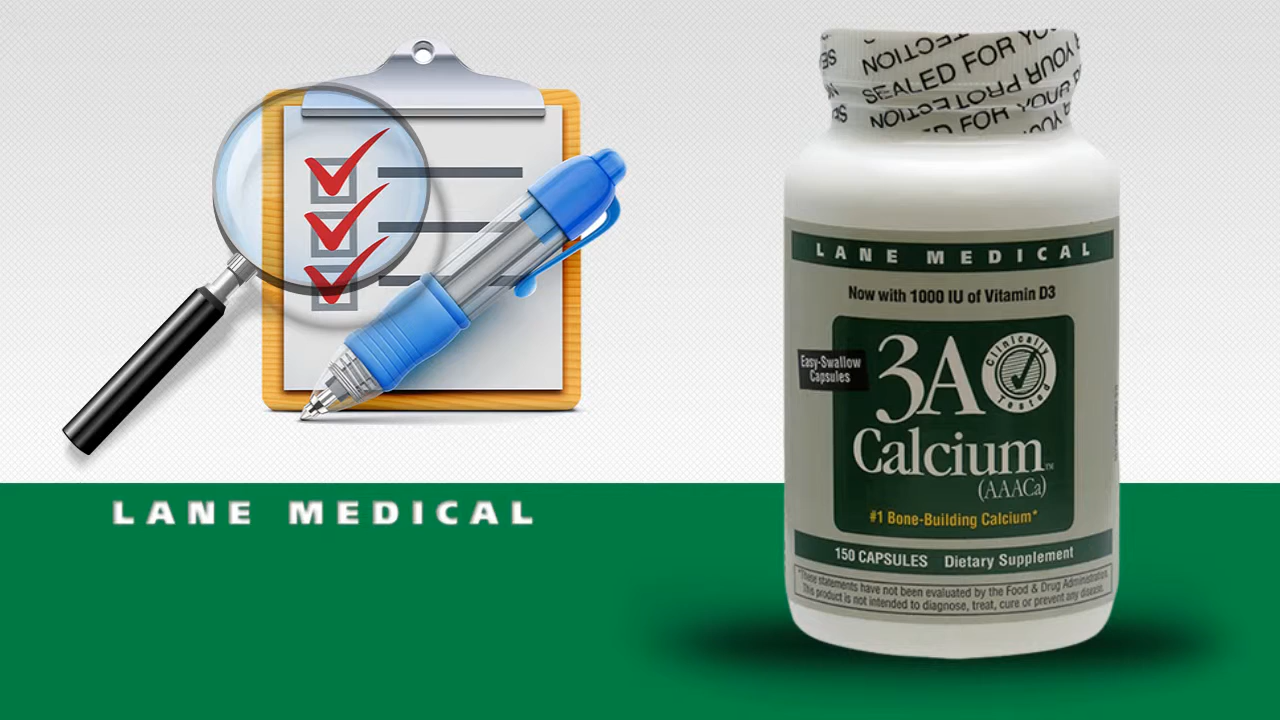 SEALED FOR YOUR
LANE MEDICAL
Now with 1000 IU of Vitamin D3
Easy-Swallow
Capsules
3A
Clinically
Tested
Calcium™
(AAACa)
#1 Bone-Building Calcium*
150 CAPSULES Dietary Supplement
*These statements have not been evaluated by the Food & Drug Administration.
This product is not intended to diagnose, treat, cure or prevent any disease.
LANE MEDICAL